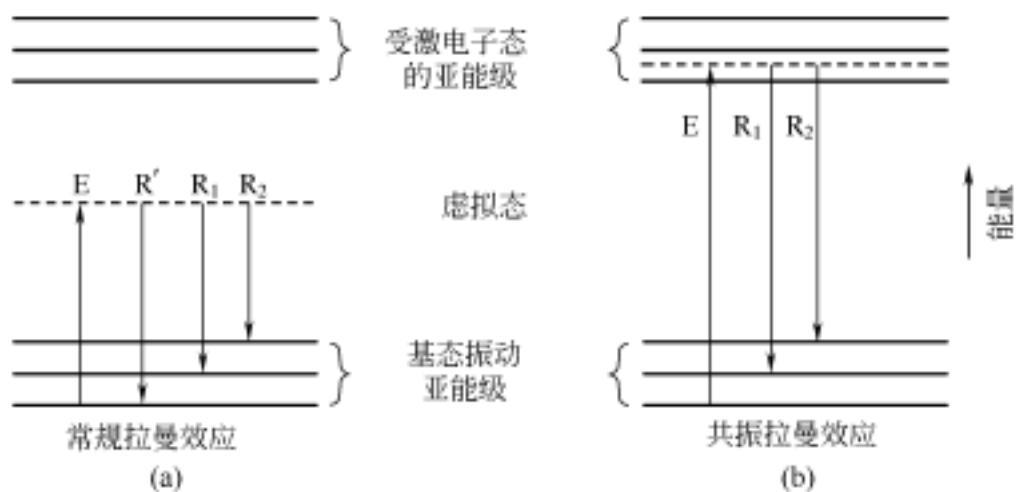 受激电子态
的亚能级
E R₁ R₂
E R′ R₁ R₂
虚拟态
能量
基态振动
亚能级
常规拉曼效应
共振拉曼效应
(a)
(b)